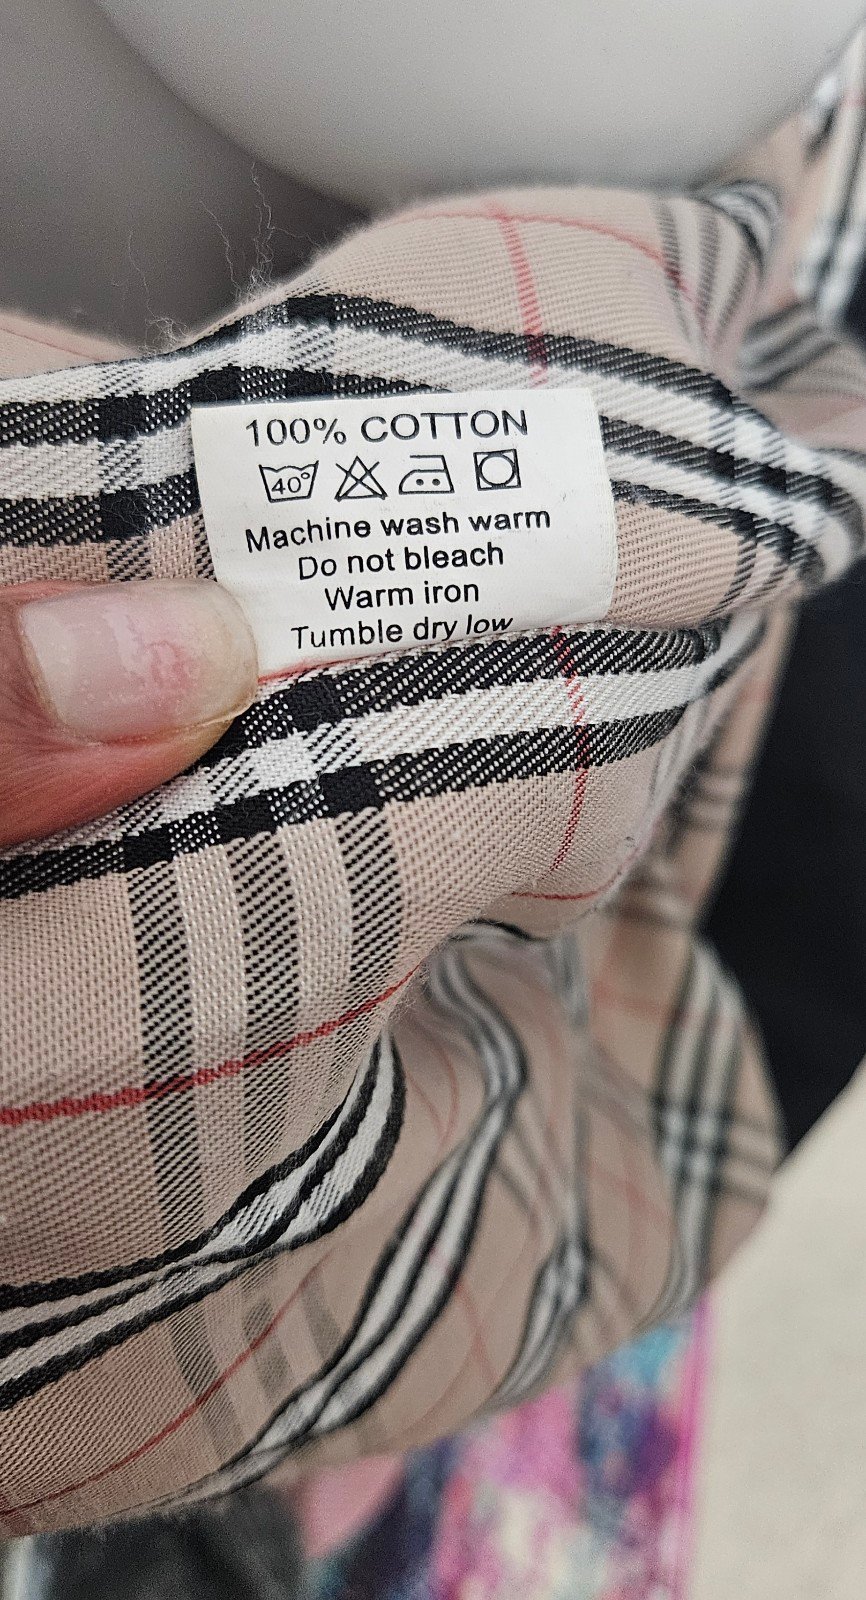 100% COTTON
40°
Machine wash warm
Do not bleach
Warm iron
Tumble dry low